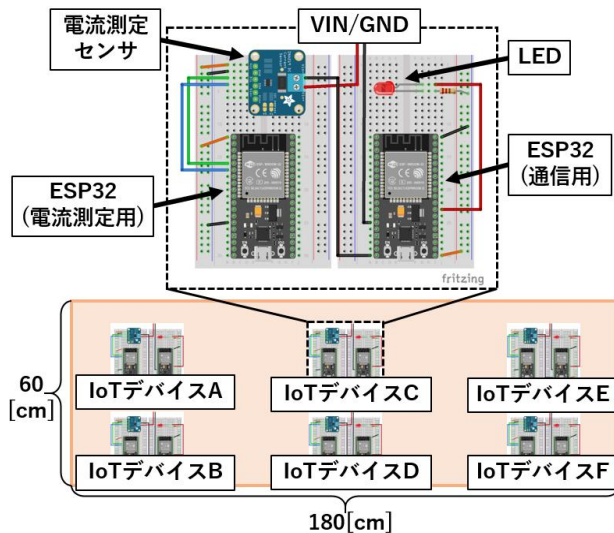 電流測定
センサ
VIN/GND
LED
ESP32
(電流測定用)
ESP32
(通信用)
fritzing
60
[cm]
IoTデバイスA
IoTデバイスC
IoTデバイスE
IoTデバイスB
IoTデバイスD
IoTデバイスF
180[cm]